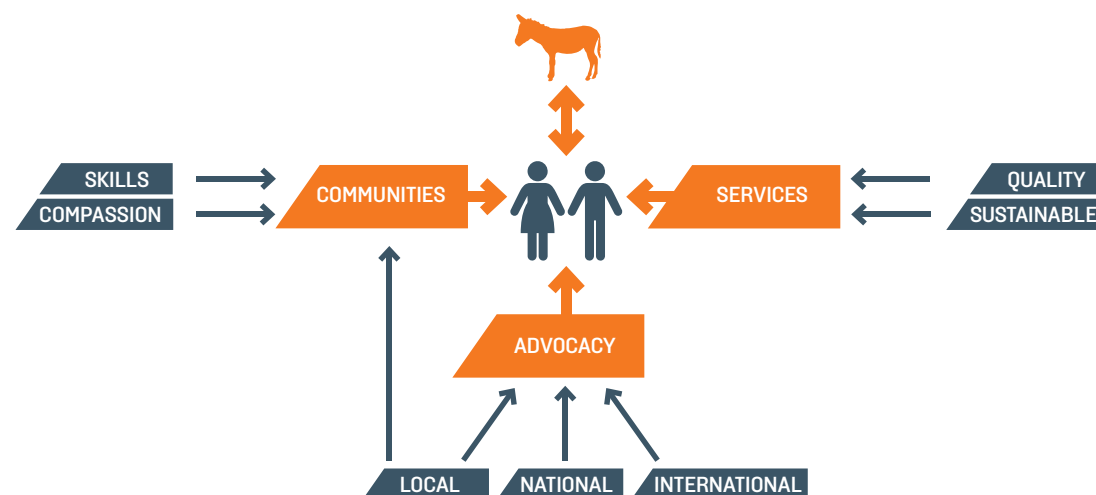 SKILLS
COMPASSION
COMMUNITIES
SERVICES
QUALITY
SUSTAINABLE
ADVOCACY
LOCAL
NATIONAL
INTERNATIONAL